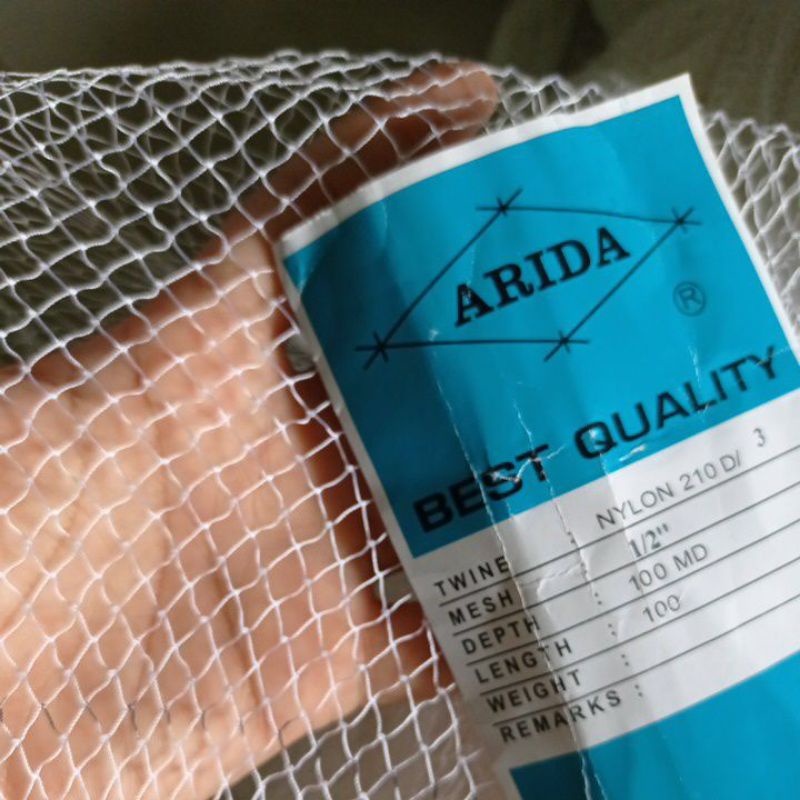 ARIDA
®
BEST QUALITY
TWINE : NYLON 210 D/ 3
MESH : 1/2"
DEPTH : 100 MD
LENGTH : 100
WEIGHT :
REMARKS :